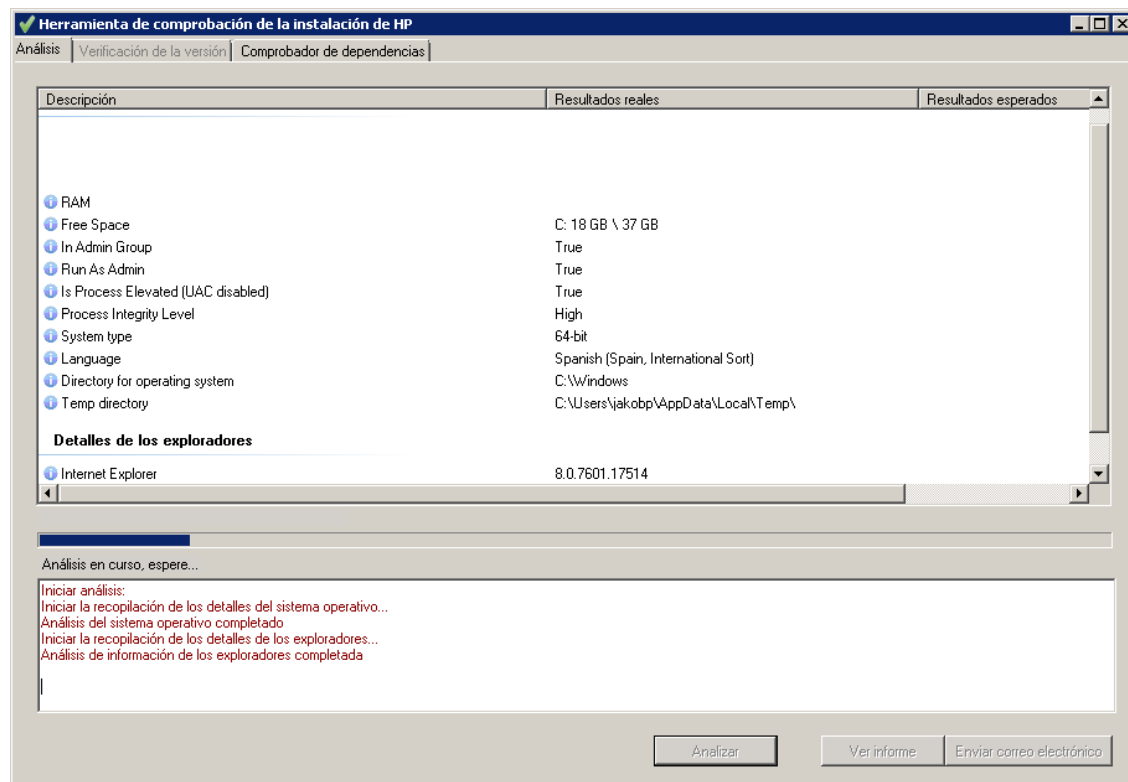 Herramienta de comprobación de la instalación de HP
Análisis Verificación de la versión Comprobador de dependencias
Descripción Resultados reales Resultados esperados
RAM
Free Space C: 18 GB \ 37 GB
In Admin Group True
Run As Admin True
Is Process Elevated (UAC disabled) True
Process Integrity Level High
System type 64-bit
Language Spanish (Spain, International Sort)
Directory for operating system C:\Windows
Temp directory C:\Users\jakobp\AppData\Local\Temp\
Detalles de los exploradores
Internet Explorer 8.0.7601.17514
Análisis en curso, espere...
Iniciar análisis:
Iniciar la recopilación de los detalles del sistema operativo...
Análisis del sistema operativo completado
Iniciar la recopilación de los detalles de los exploradores...
Análisis de información de los exploradores completada
Analizar Ver informe Enviar correo electrónico